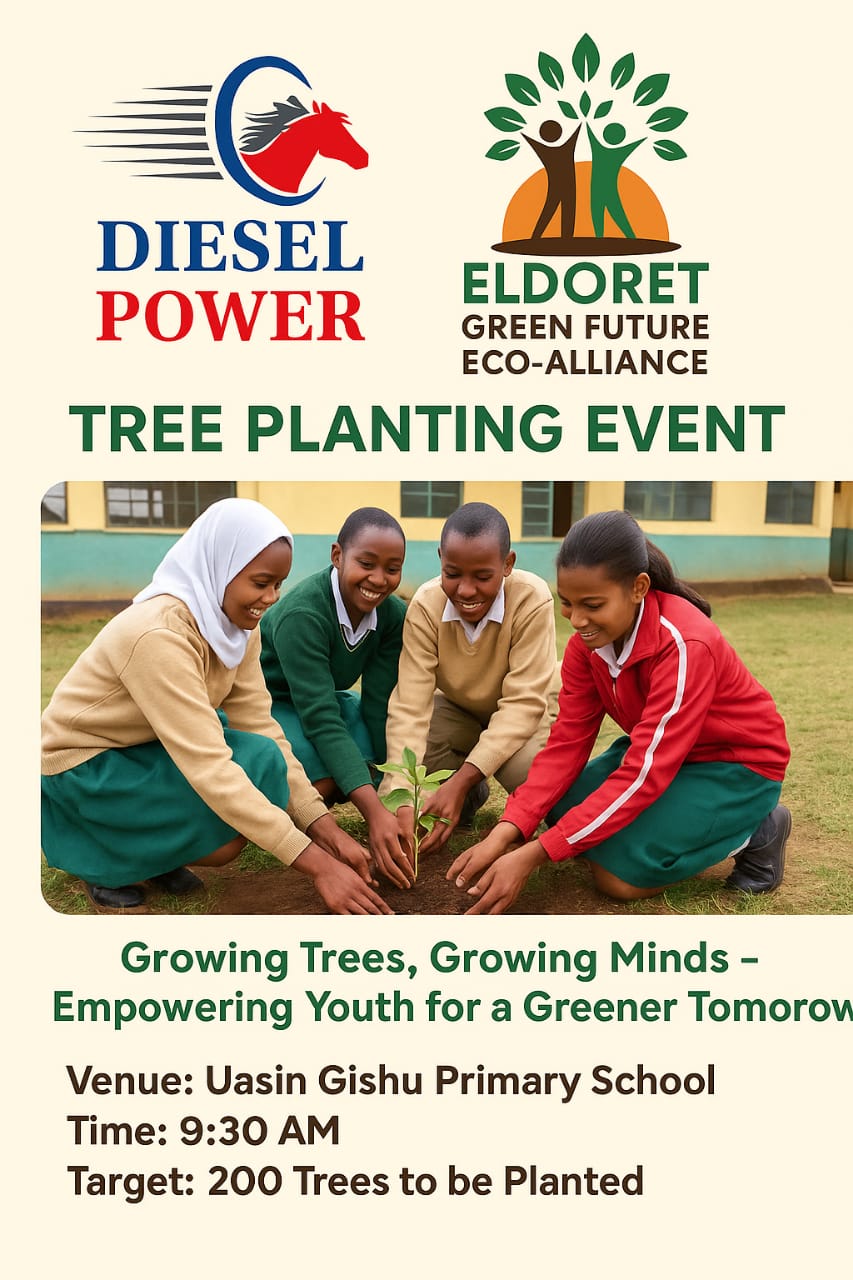 DIESEL
POWER
ELDORET
GREEN FUTURE
ECO-ALLIANCE
TREE PLANTING EVENT
Growing Trees, Growing Minds –
Empowering Youth for a Greener Tomorow
Venue: Uasin Gishu Primary School
Time: 9:30 AM
Target: 200 Trees to be Planted